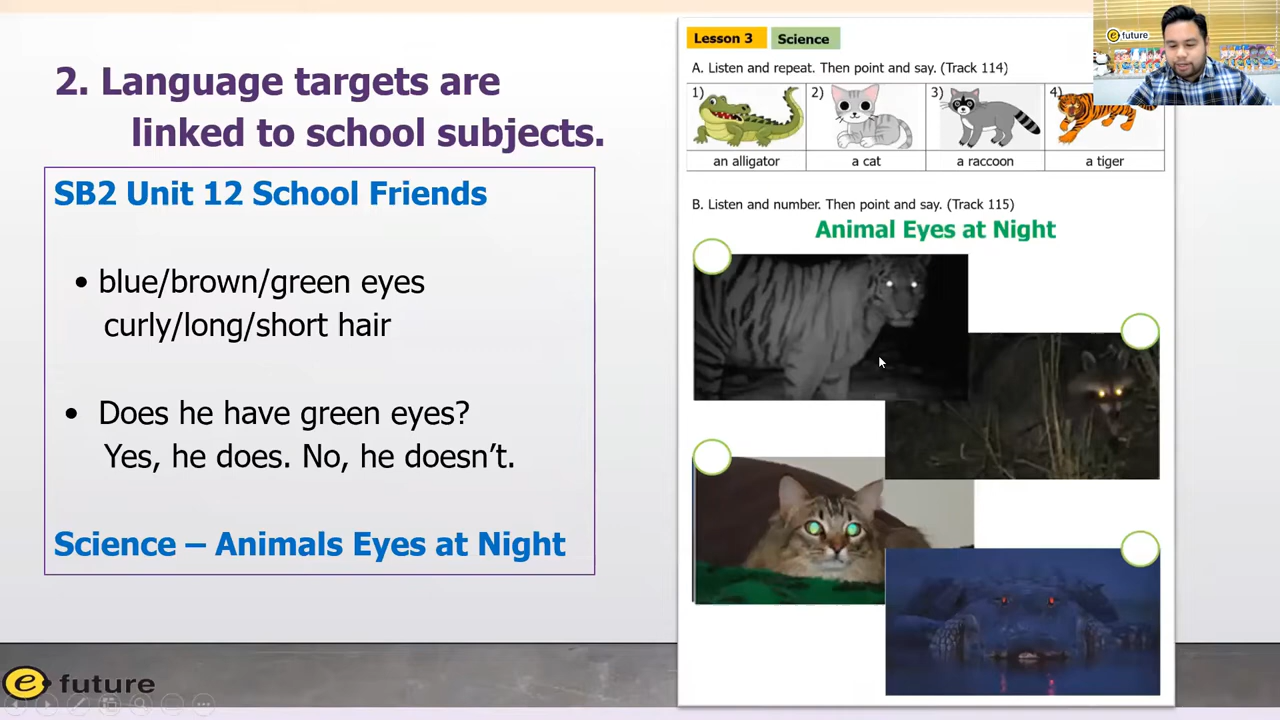 2. Language targets are
linked to school subjects.
SB2 Unit 12 School Friends
• blue/brown/green eyes
curly/long/short hair
• Does he have green eyes?
Yes, he does. No, he doesn't.
Science – Animals Eyes at Night
e future
Lesson 3 Science
A. Listen and repeat. Then point and say. (Track 114)
1) 2) 3) 4)
an alligator a cat a raccoon a tiger
B. Listen and number. Then point and say. (Track 115)
Animal Eyes at Night
e future